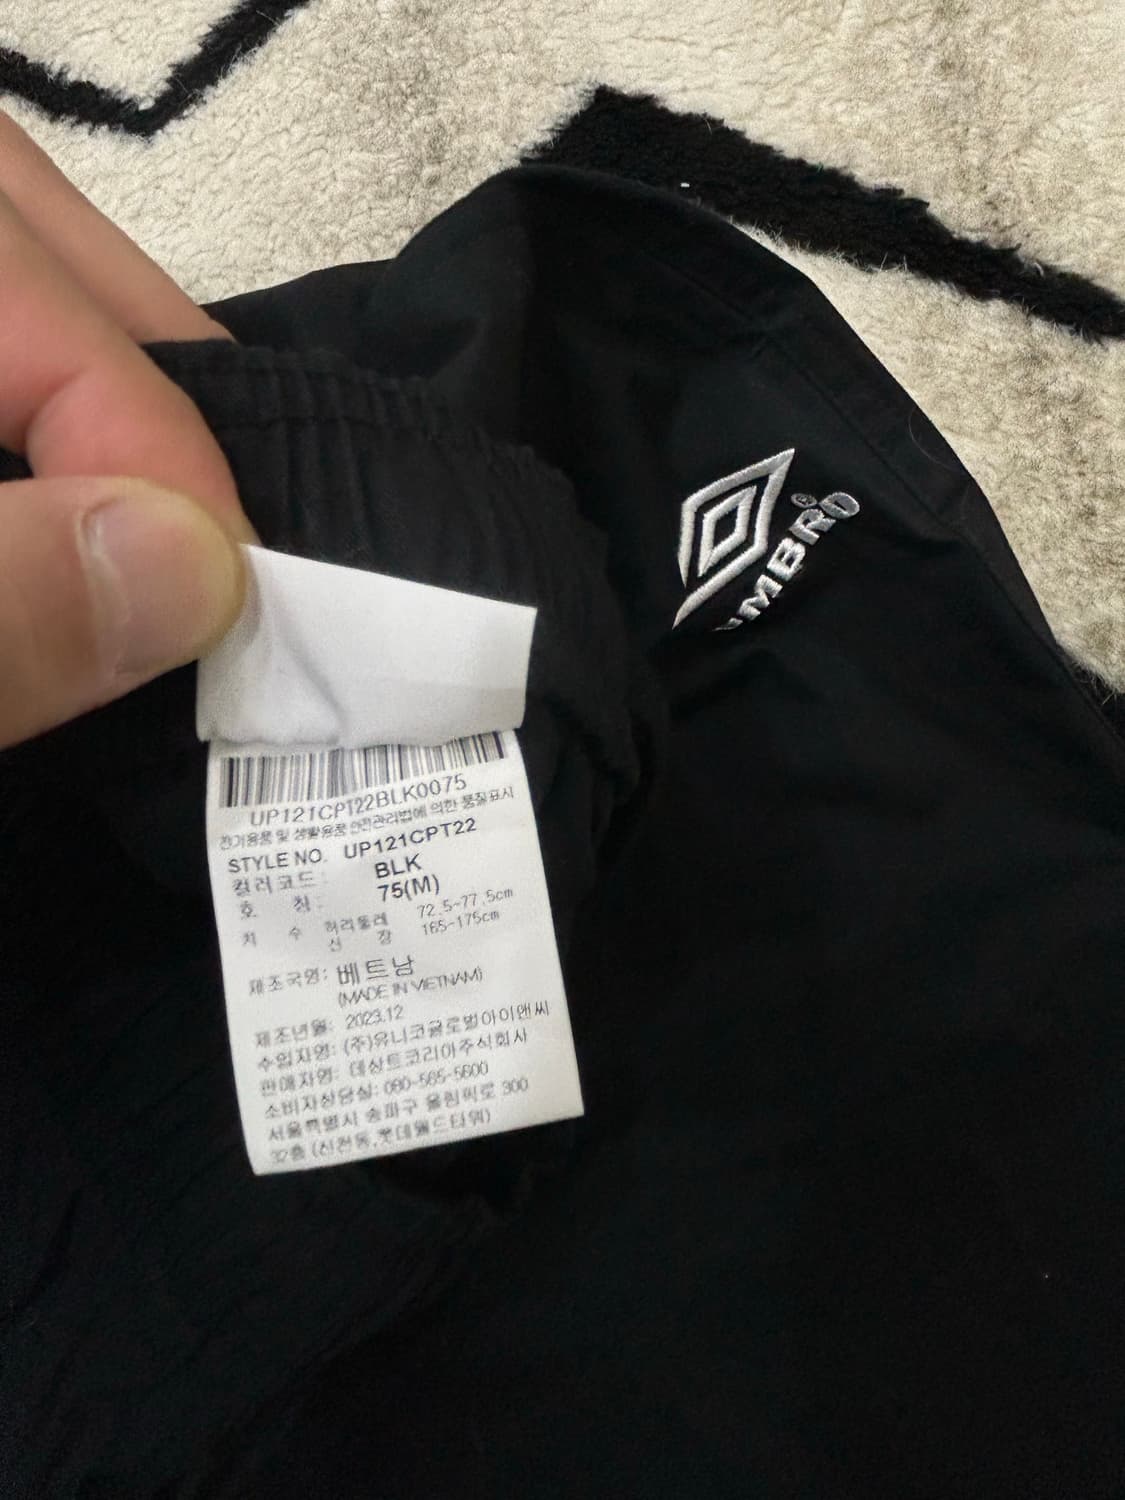 UMBRO®
UP121CPT22BLK0075
전기용품 및 생활용품 안전관리법에 의한 품질표시
STYLE NO. UP121CPT22
컬러코드: BLK
호 칭: 75(M)
치 수 허리둘레 72.5~77.5cm
신 장 165~175cm
제조국명: 베트남
(MADE IN VIETNAM)
제조년월: 2023.12
수입자명: (주)유니코글로벌아이앤씨
판매자명: 데상트코리아주식회사
소비자상담실: 080-565-5600
서울특별시 송파구 올림픽로 300
32층 (신천동,롯데월드타워)